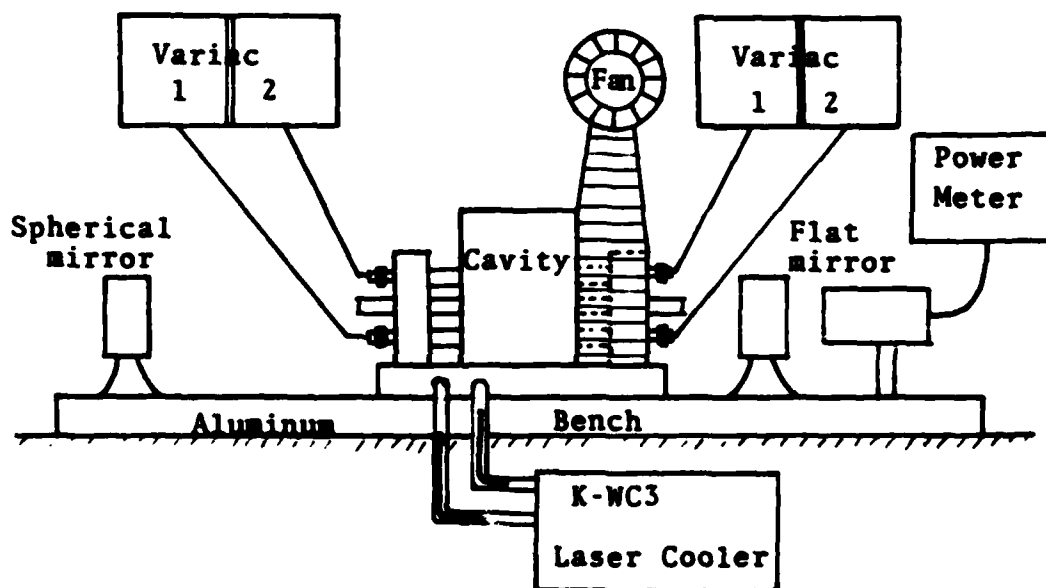 Variac
1 2
Fan
Variac
1 2
Power
Meter
Spherical
mirror
Cavity
Flat
mirror
Aluminum Bench
K-WC3
Laser Cooler